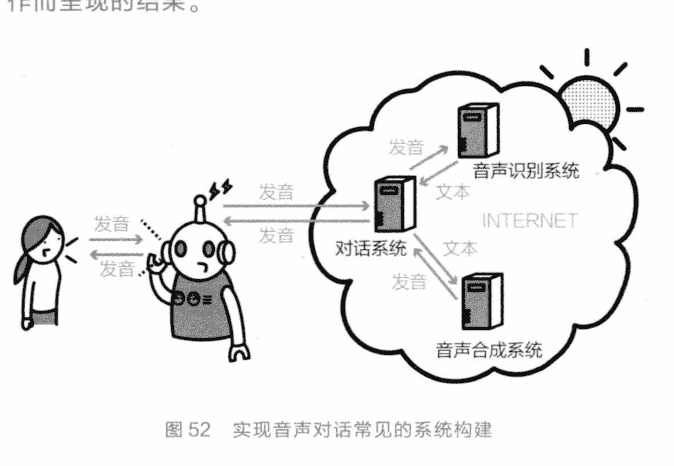 作而呈现的结果。
发音
音声识别系统
发音
文本
INTERNET
发音
发音
对话系统
文本
发音
发音
发音
音声合成系统
图 52 实现音声对话常见的系统构建